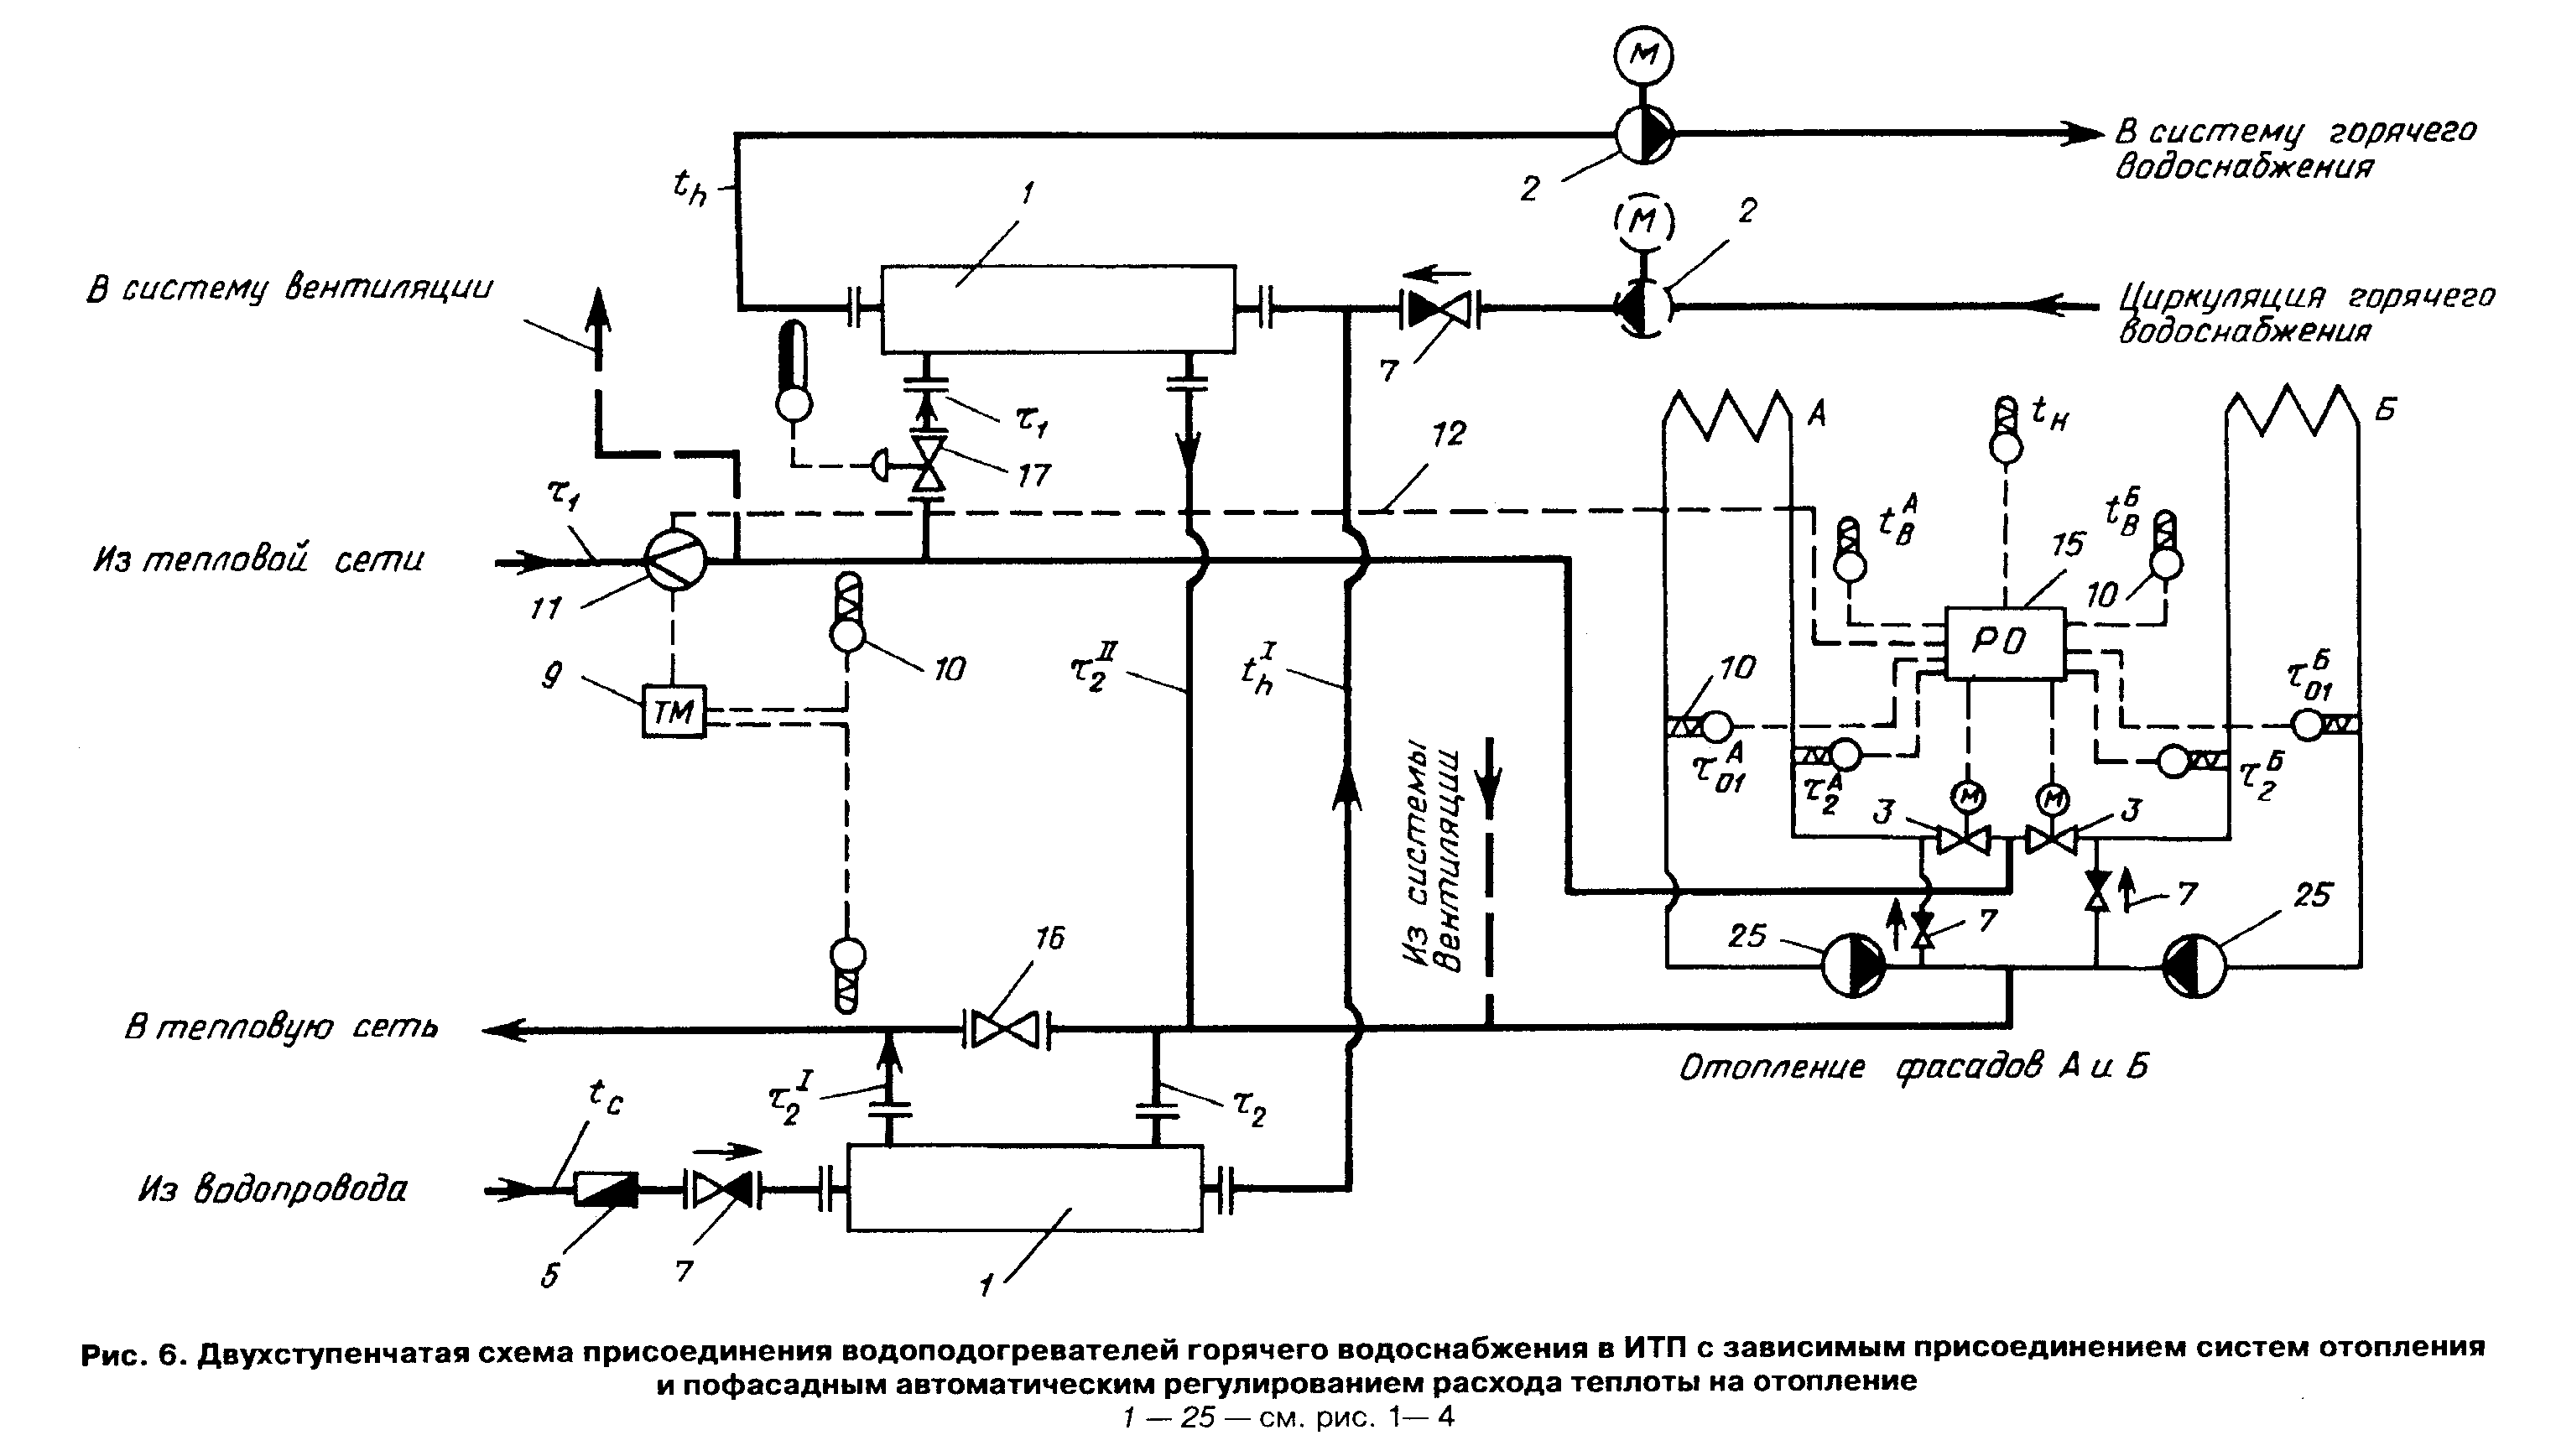 M
В систему горячего
водоснабжения
2
t_h
1
(M)
2
В систему вентиляции
Циркуляция горячего
водоснабжения
7
А
t_н
Б
τ_1
12
17
τ_1
t_В^А
t_В^Б
15
Из тепловой сети
11
10
РО
10
τ_2^II
t_h^I
10
τ_01^Б
9
ТМ
τ_01^А
τ_2^А
τ_2^Б
М
М
3
3
Из системы
Вентиляции
7
7
25
25
16
В тепловую сеть
Отопление фасадов А и Б
t_c
τ_2^I
τ_2
Из водопровода
5
7
1
Рис. 6. Двухступенчатая схема присоединения водоподогревателей горячего водоснабжения в ИТП с зависимым присоединением систем отопления
и пофасадным автоматическим регулированием расхода теплоты на отопление
1 — 25 — см. рис. 1— 4